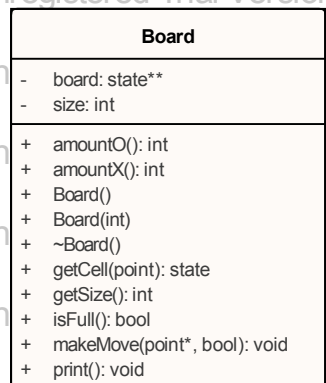 Board
- board: state**
- size: int
+ amountO(): int
+ amountX(): int
+ Board()
+ Board(int)
+ ~Board()
+ getCell(point): state
+ getSize(): int
+ isFull(): bool
+ makeMove(point*, bool): void
+ print(): void